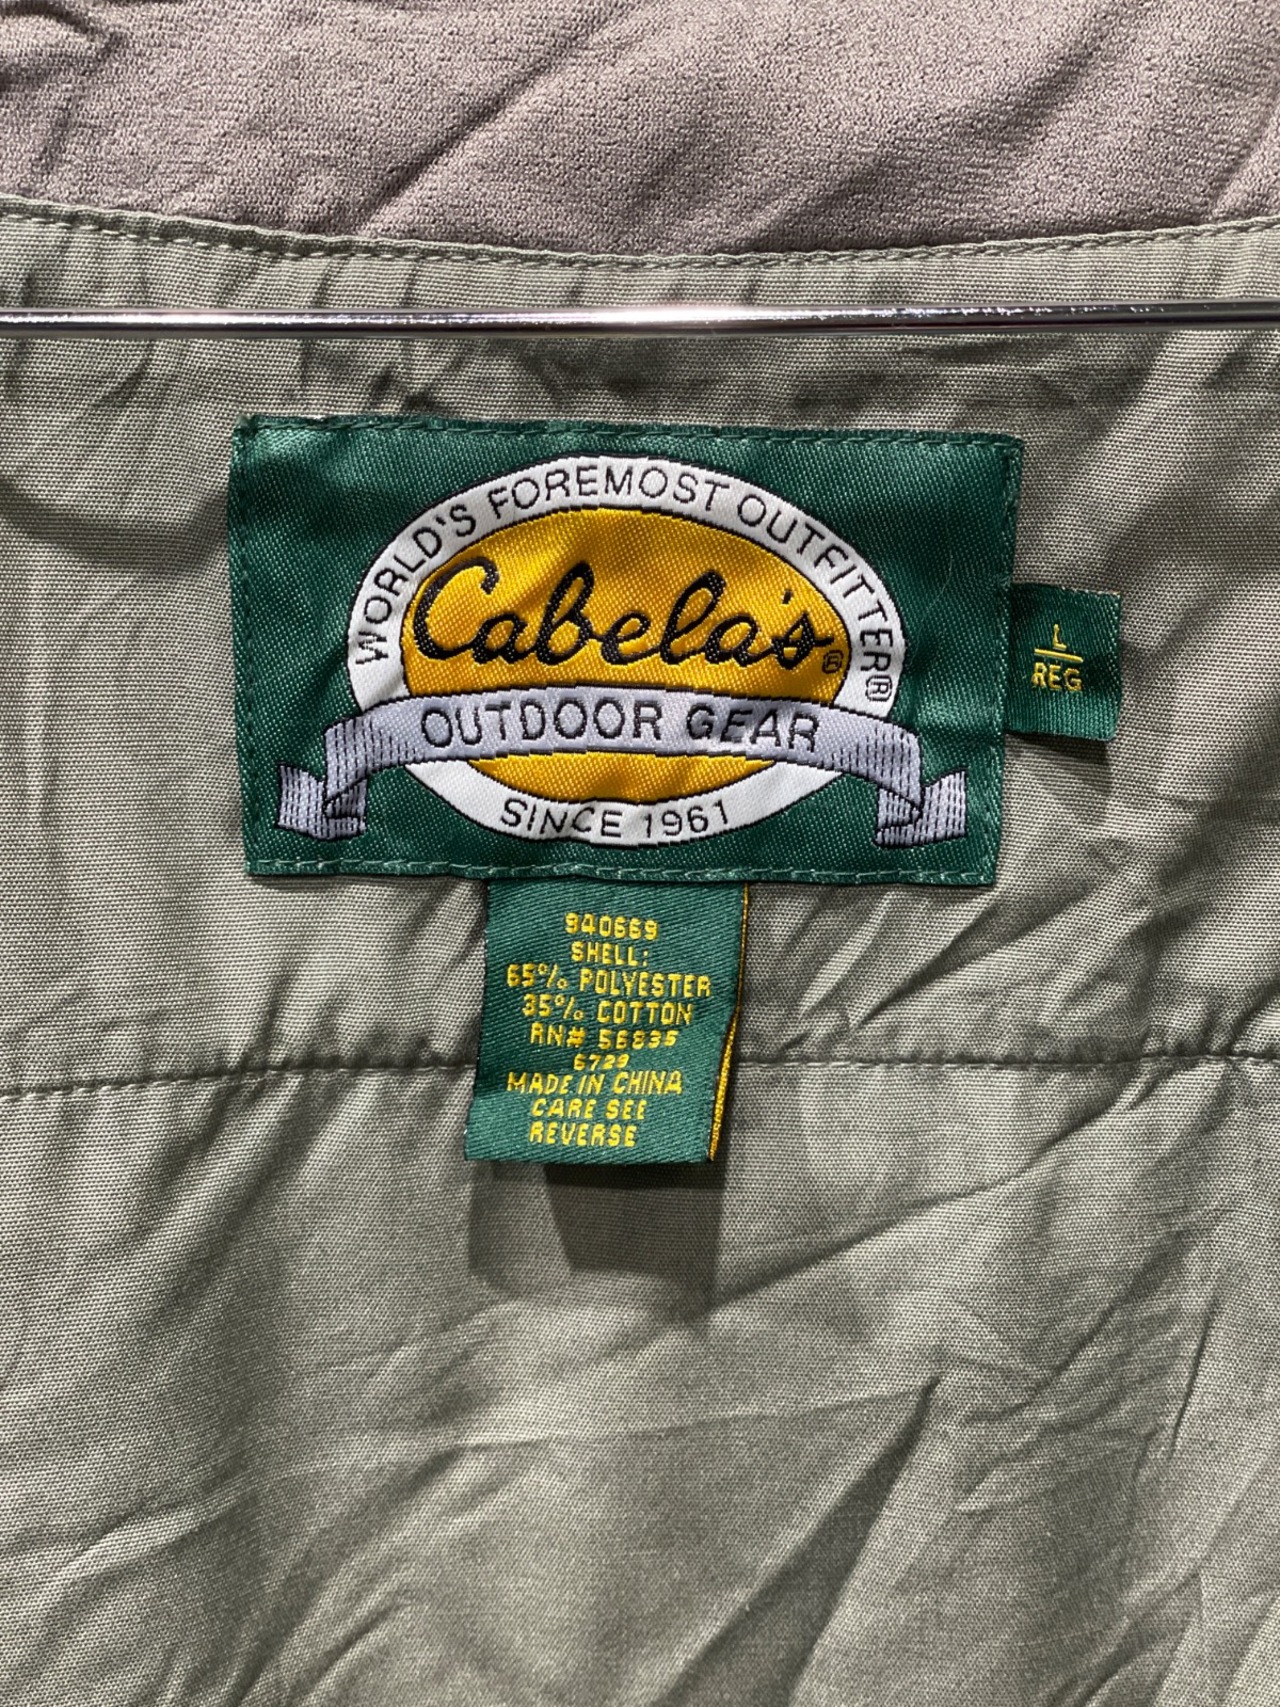 WORLD'S FOREMOST OUTFITTER®
Cabela's®
OUTDOOR GEAR
SINCE 1961
L
REG
940669
SHELL:
65% POLYESTER
35% COTTON
RN# 56835
6729
MADE IN CHINA
CARE SEE
REVERSE